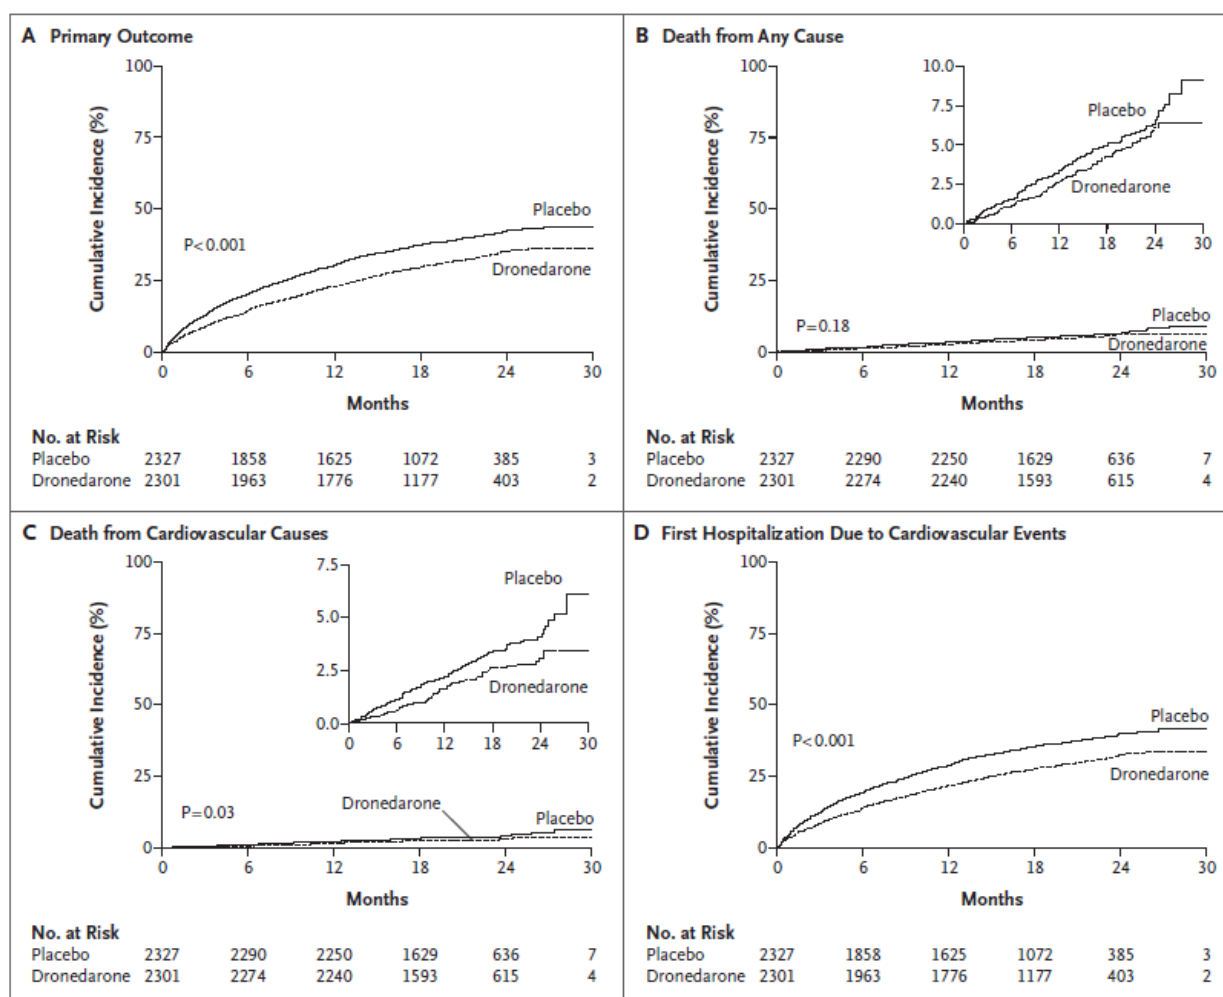 A Primary Outcome
100
75
50
25
0
Cumulative Incidence (%)
P<0.001
Placebo
Dronedarone
0 6 12 18 24 30
Months
No. at Risk
Placebo 2327 1858 1625 1072 385 3
Dronedarone 2301 1963 1776 1177 403 2
B Death from Any Cause
100
75
50
25
0
Cumulative Incidence (%)
10.0
7.5
5.0
2.5
0.0
Placebo
Dronedarone
0 6 12 18 24 30
P=0.18
Placebo
Dronedarone
0 6 12 18 24 30
Months
No. at Risk
Placebo 2327 2290 2250 1629 636 7
Dronedarone 2301 2274 2240 1593 615 4
C Death from Cardiovascular Causes
100
75
50
25
0
Cumulative Incidence (%)
7.5
5.0
2.5
0.0
Placebo
Dronedarone
0 6 12 18 24 30
P=0.03
Dronedarone
Placebo
0 6 12 18 24 30
Months
No. at Risk
Placebo 2327 2290 2250 1629 636 7
Dronedarone 2301 2274 2240 1593 615 4
D First Hospitalization Due to Cardiovascular Events
100
75
50
25
0
Cumulative Incidence (%)
P<0.001
Placebo
Dronedarone
0 6 12 18 24 30
Months
No. at Risk
Placebo 2327 1858 1625 1072 385 3
Dronedarone 2301 1963 1776 1177 403 2